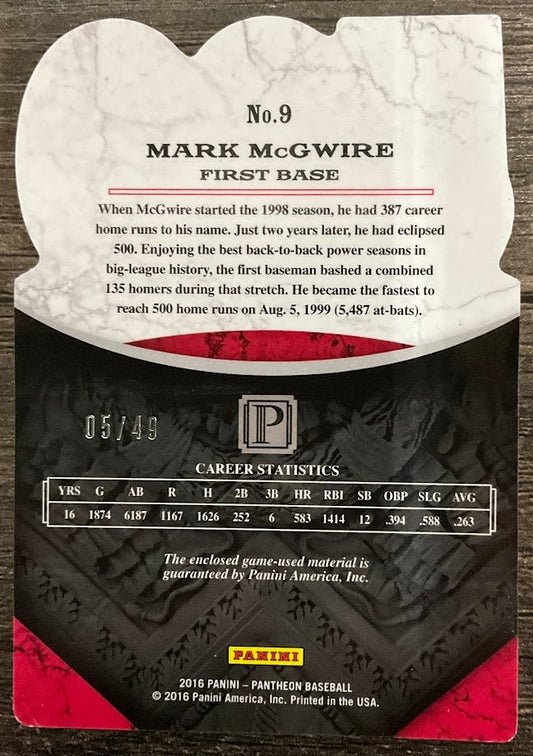 No.9
MARK McGWIRE
FIRST BASE
When McGwire started the 1998 season, he had 387 career
home runs to his name. Just two years later, he had eclipsed
500. Enjoying the best back-to-back power seasons in
big-league history, the first baseman bashed a combined
135 homers during that stretch. He became the fastest to
reach 500 home runs on Aug. 5, 1999 (5,487 at-bats).
05/49
P
CAREER STATISTICS
YRS G AB R H 2B 3B HR RBI SB OBP SLG AVG
16 1874 6187 1167 1626 252 6 583 1414 12 .394 .588 .263
The enclosed game-used material is
guaranteed by Panini America, Inc.
PANINI
2016 PANINI – PANTHEON BASEBALL
© 2016 Panini America, Inc. Printed in the USA.